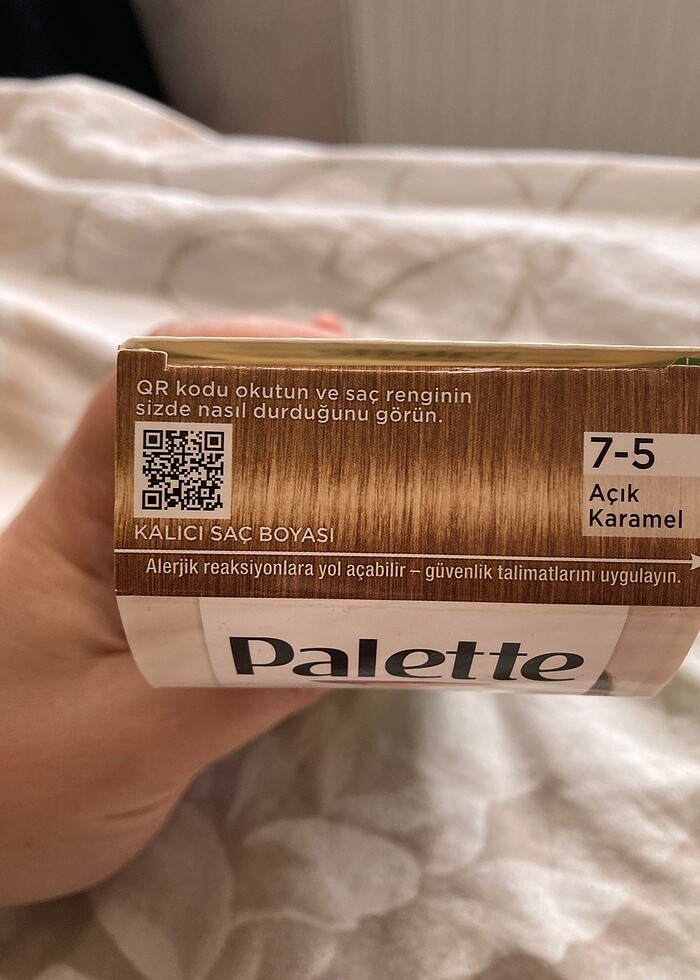 QR kodu okutun ve saç renginin
sizde nasıl durduğunu görün.
7-5
Açık
Karamel
KALICI SAÇ BOYASI
Alerjik reaksiyonlara yol açabilir – güvenlik talimatlarını uygulayın.
Palette